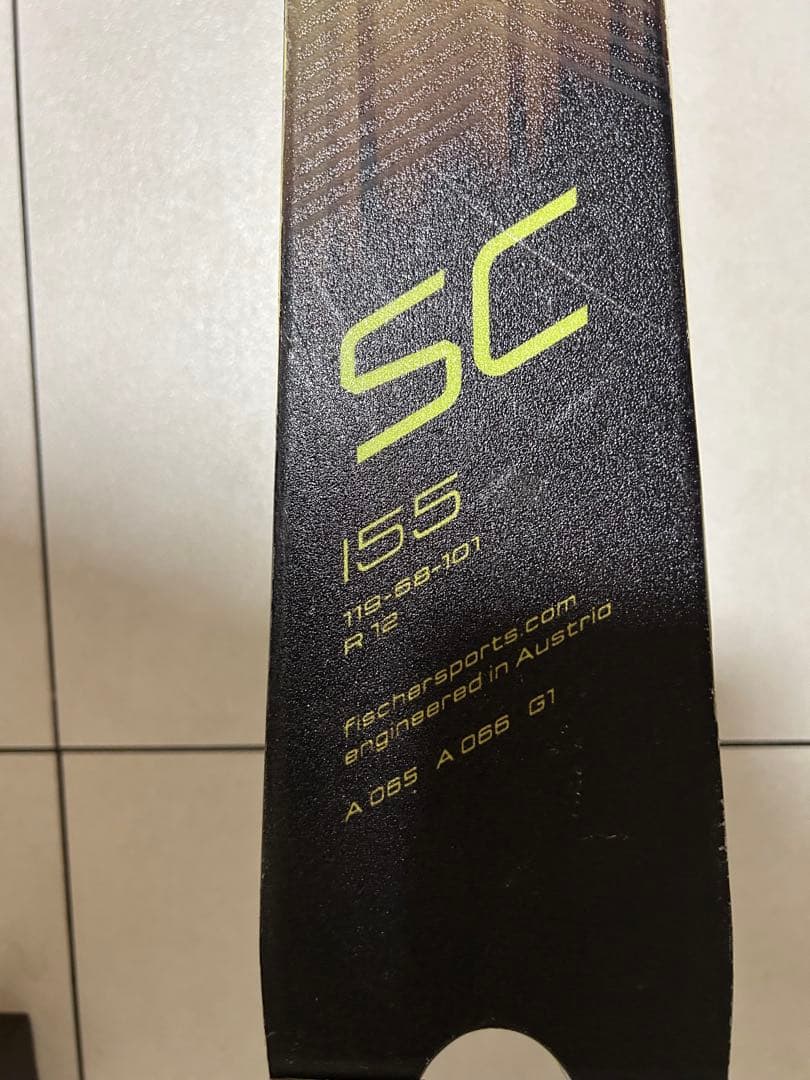 SC
155
119-68-101
R 12
fischersports.com
engineered in Austria
A 065 A 066 G1